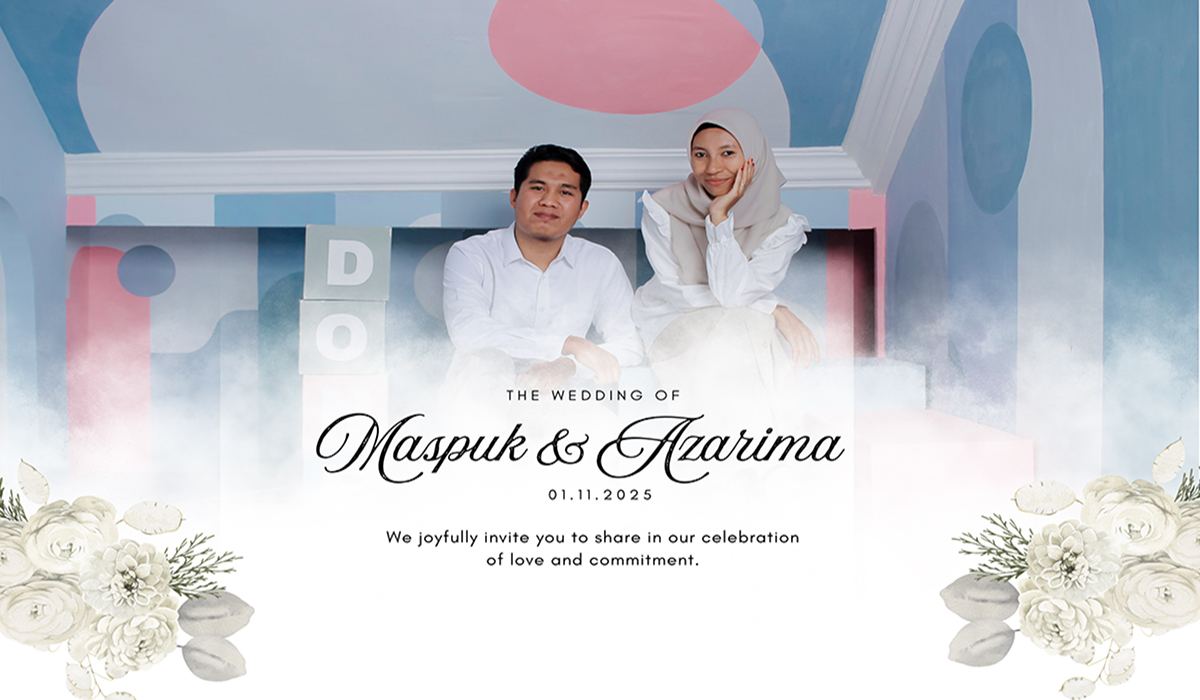 D
O
THE WEDDING OF
Maspuk & Azarima
01.11.2025
We joyfully invite you to share in our celebration
of love and commitment.